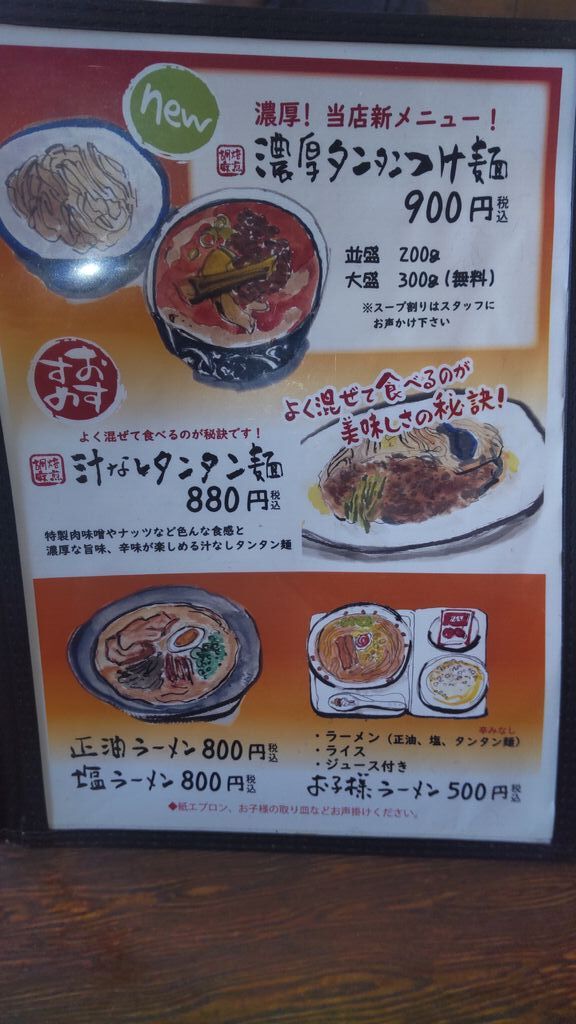 new
濃厚！当店新メニュー！
濃厚タンタンつけ麺
900円税込
並盛 200g
大盛 300g(無料)
※スープ割りはスタッフに
お声かけ下さい
おすすめ
よく混ぜて食べるのが
美味しさの秘訣！
よく混ぜて食べるのが秘訣です！
汁なしタンタン麺
880円税込
特製肉味噌やナッツなど色んな食感と
濃厚な旨味、辛味が楽しめる汁なしタンタン麺
正油ラーメン 800円税込
塩ラーメン 800円税込
辛みなし
・ラーメン（正油、塩、タンタン麺）
・ライス
・ジュース付き
お子様ラーメン 500円税込
◆紙エプロン、お子様の取り皿などお声掛けください。